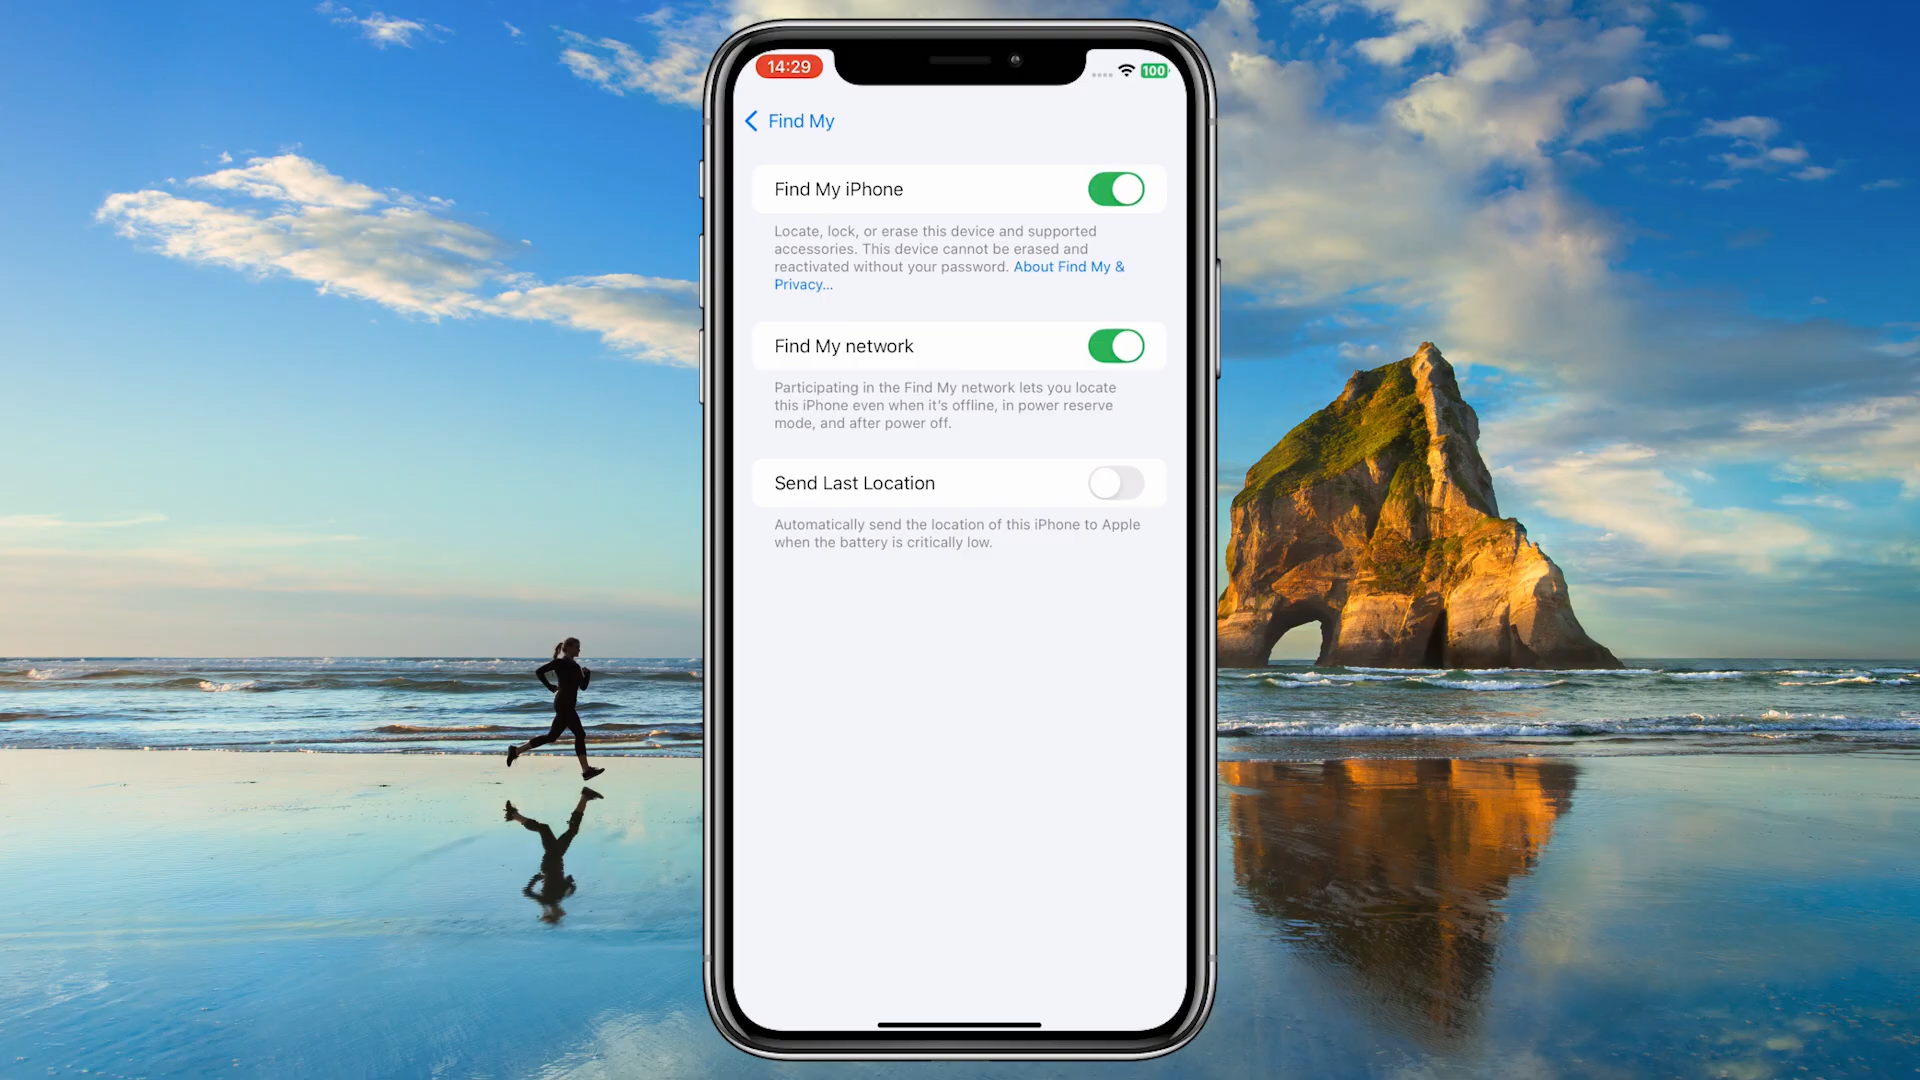 14:29
100
Find My
Find My iPhone
Locate, lock, or erase this device and supported
accessories. This device cannot be erased and
reactivated without your password. About Find My &
Privacy...
Find My network
Participating in the Find My network lets you locate
this iPhone even when it's offline, in power reserve
mode, and after power off.
Send Last Location
Automatically send the location of this iPhone to Apple
when the battery is critically low.